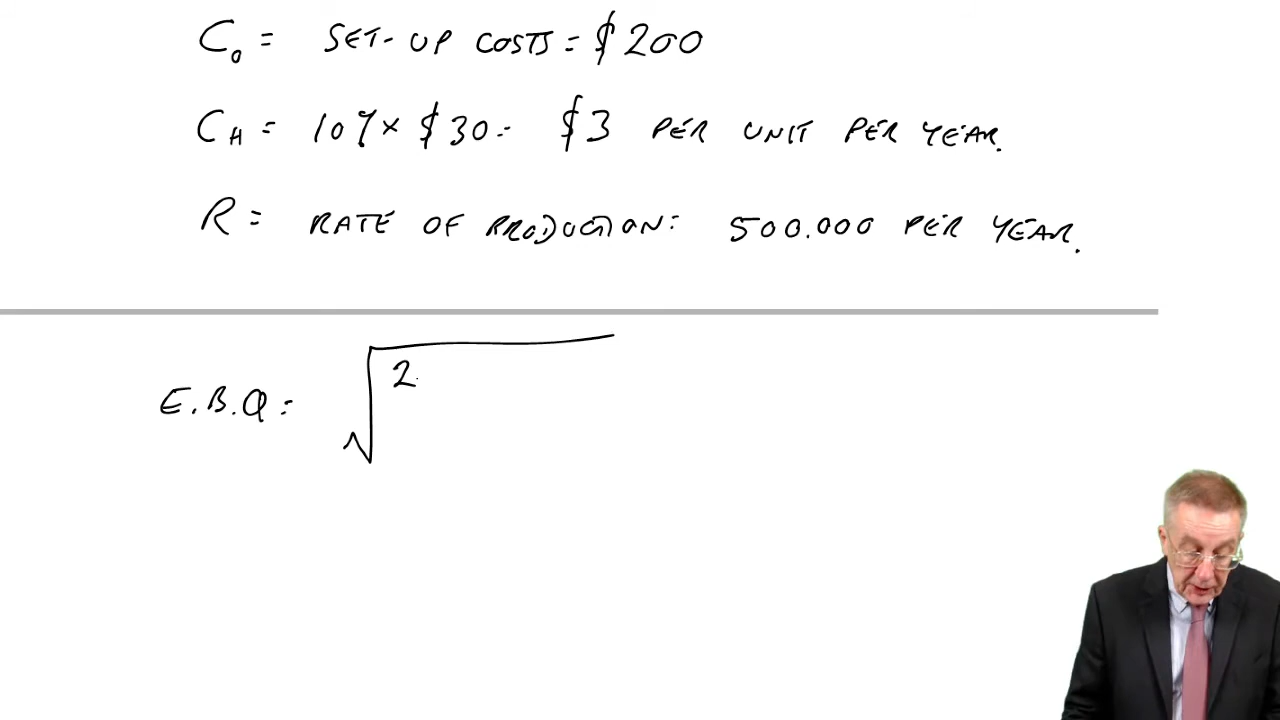 C₀ = SET-UP COSTS = $200
C_H = 10% × $30 = $3 PER UNIT PER YEAR.
R = RATE OF PRODUCTION = 500.000 PER YEAR.
E.B.Q = √2